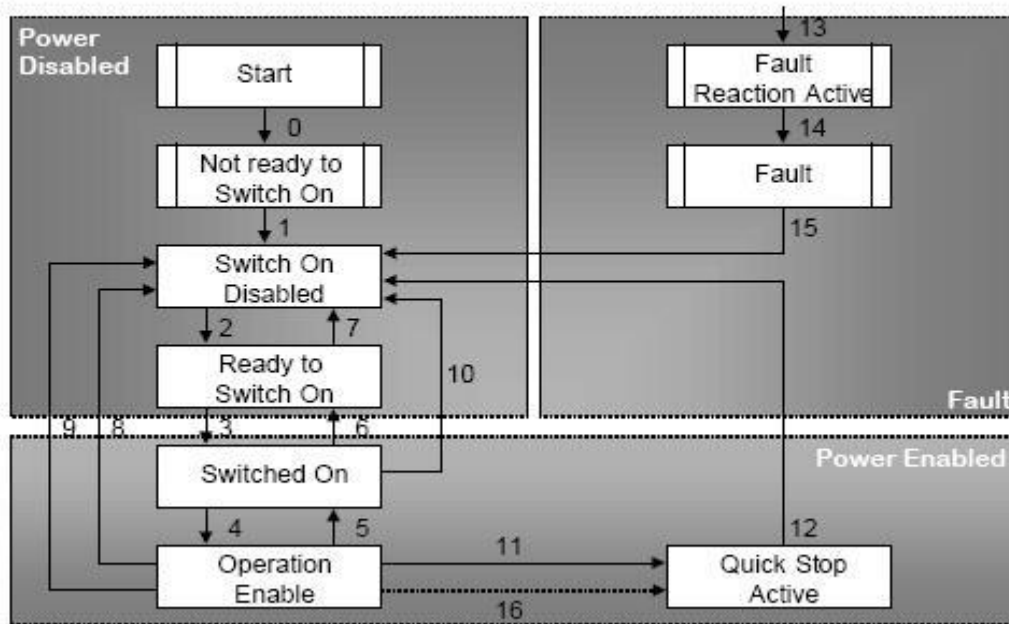 Power
Disabled
Start
0
Not ready to
Switch On
1
Switch On
Disabled
2
7
Ready to
Switch On
10
9
8
3
6
Switched On
4
5
Operation
Enable
13
Fault
Reaction Active
14
Fault
15
Fault
Power Enabled
11
12
Quick Stop
Active
16